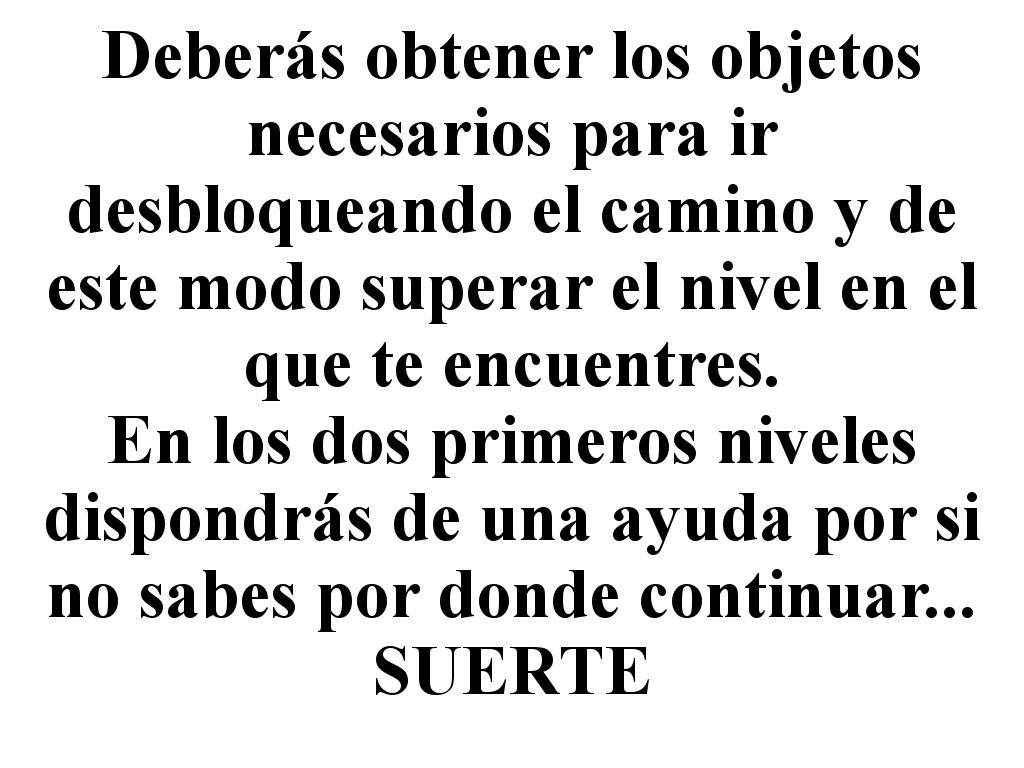 Deberás obtener los objetos
necesarios para ir
desbloqueando el camino y de
este modo superar el nivel en el
que te encuentres.
En los dos primeros niveles
dispondrás de una ayuda por si
no sabes por donde continuar...
SUERTE